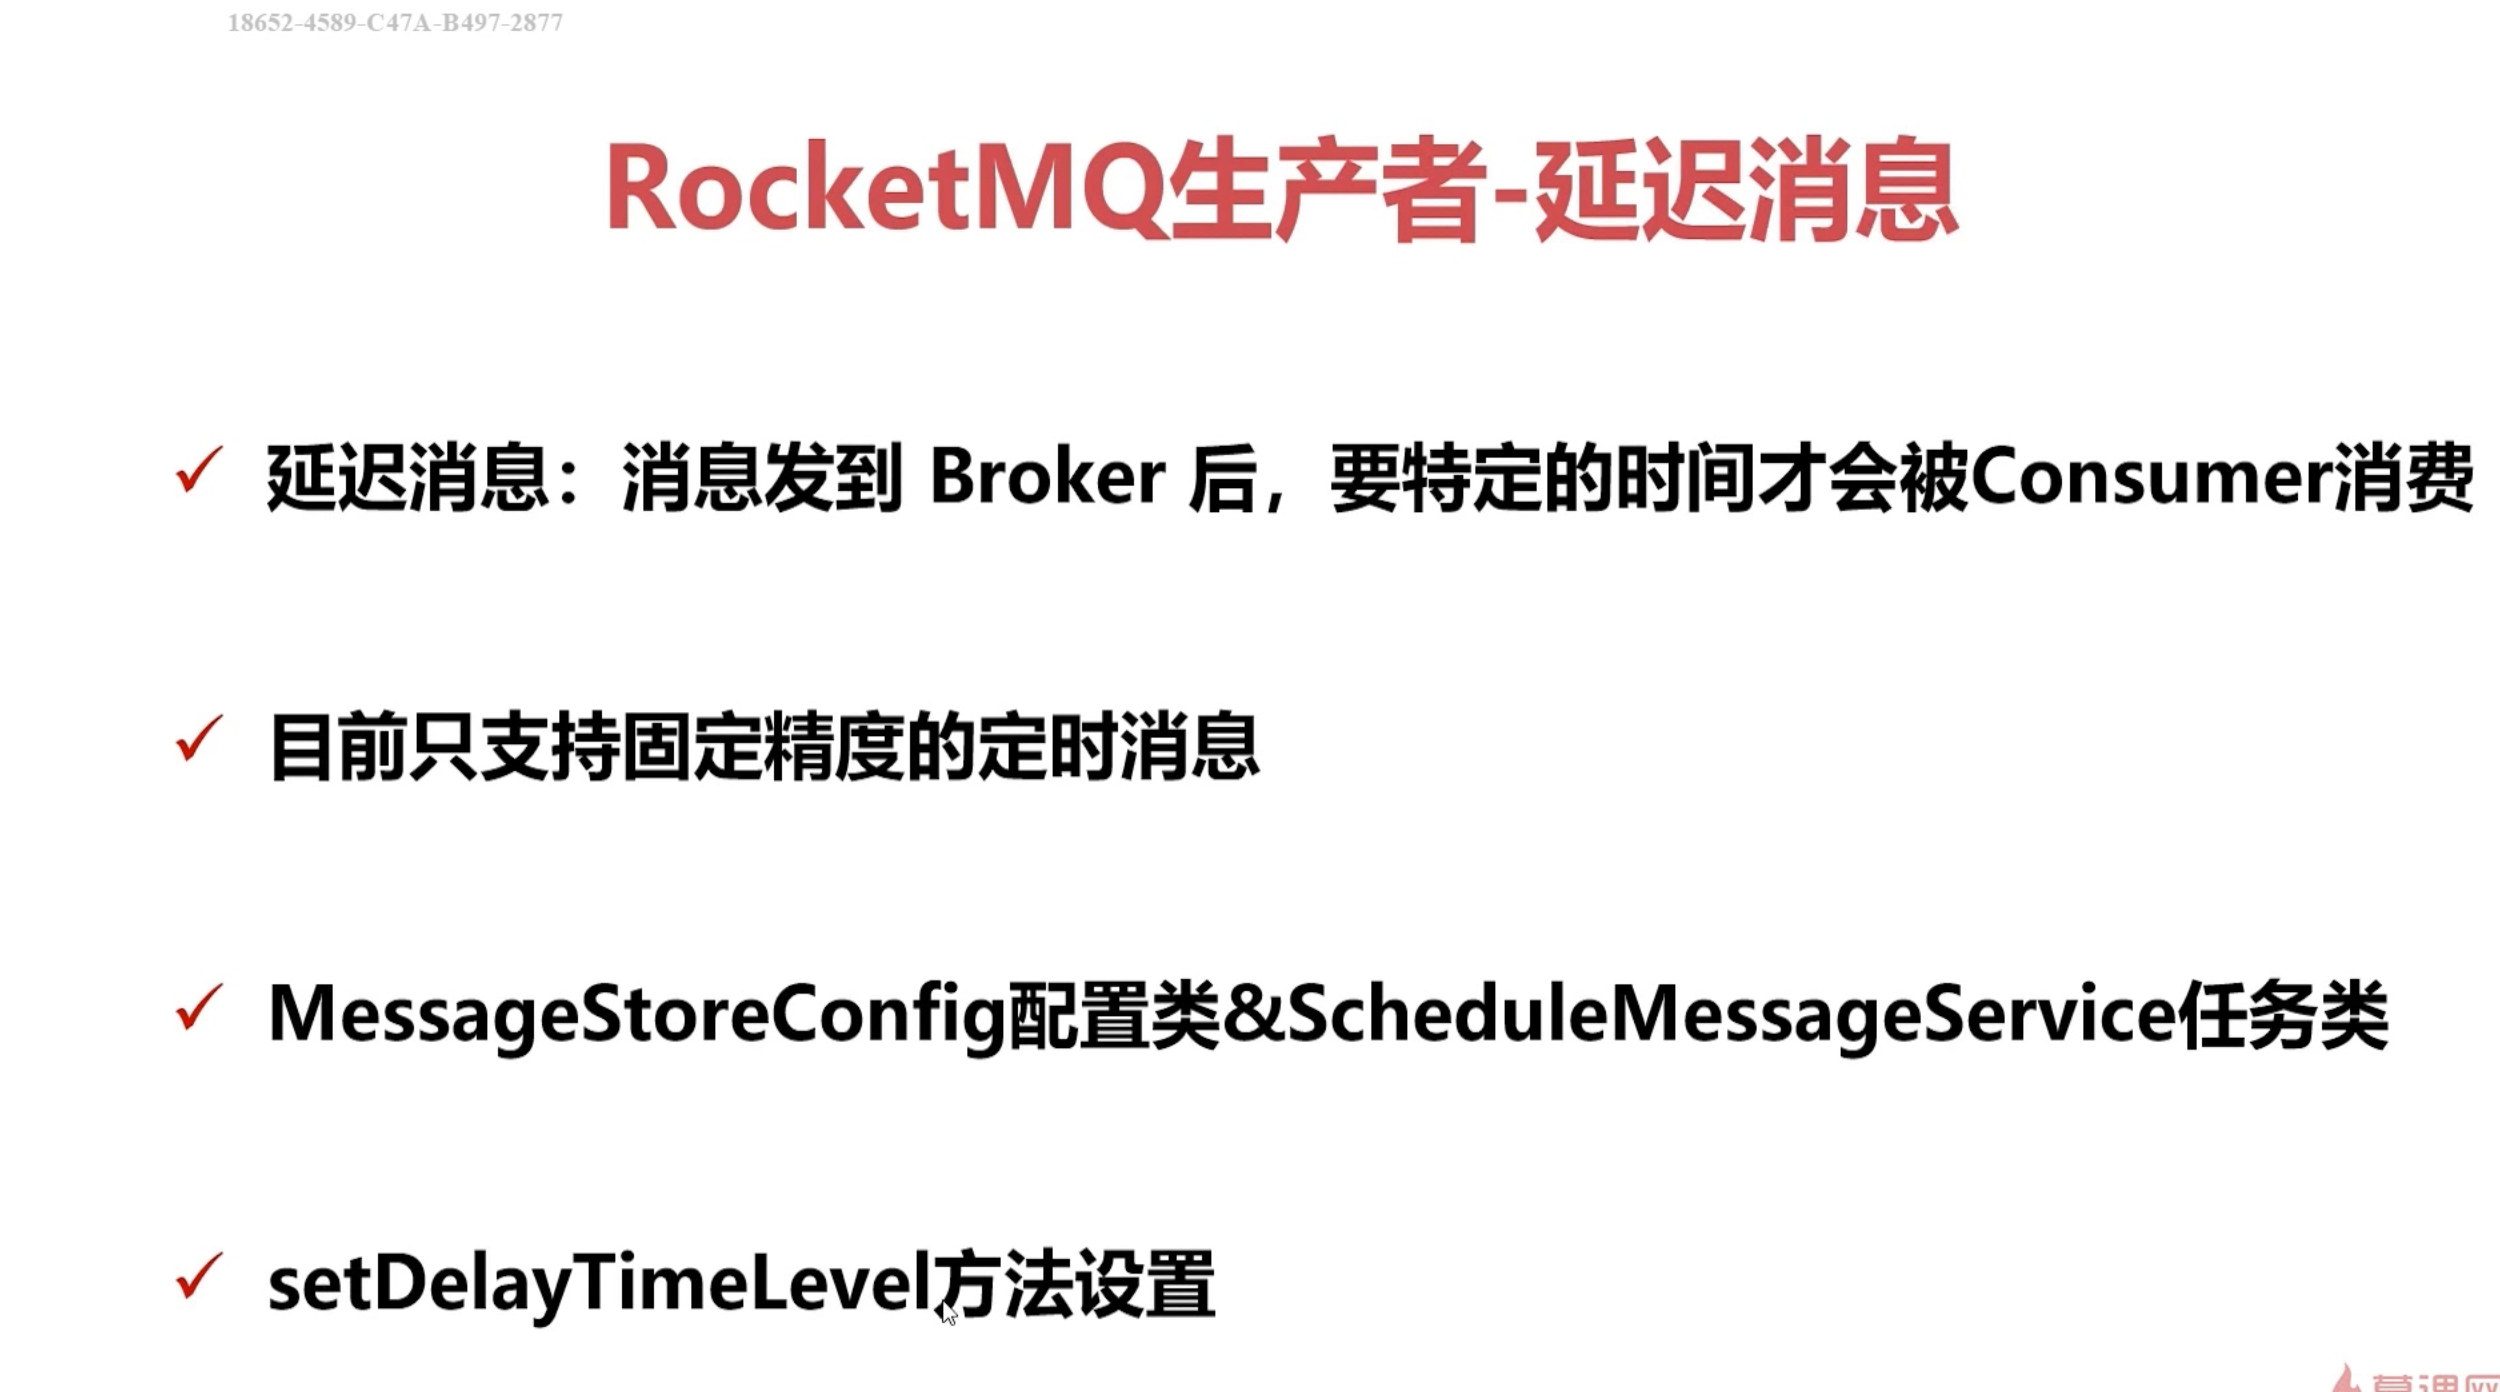 18652-4589-C47A-B497-2877
RocketMQ生产者-延迟消息
延迟消息：消息发到 Broker 后，要特定的时间才会被Consumer消费
目前只支持固定精度的定时消息
MessageStoreConfig配置类&ScheduleMessageService任务类
setDelayTimeLevel方法设置
慕课网